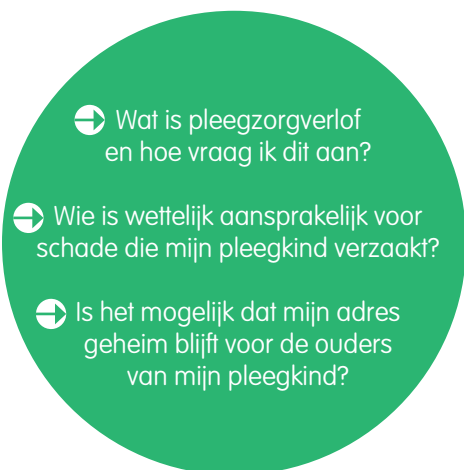 Wat is pleegzorgverlof
en hoe vraag ik dit aan?
Wie is wettelijk aansprakelijk voor
schade die mijn pleegkind verzaakt?
Is het mogelijk dat mijn adres
geheim blijft voor de ouders
van mijn pleegkind?